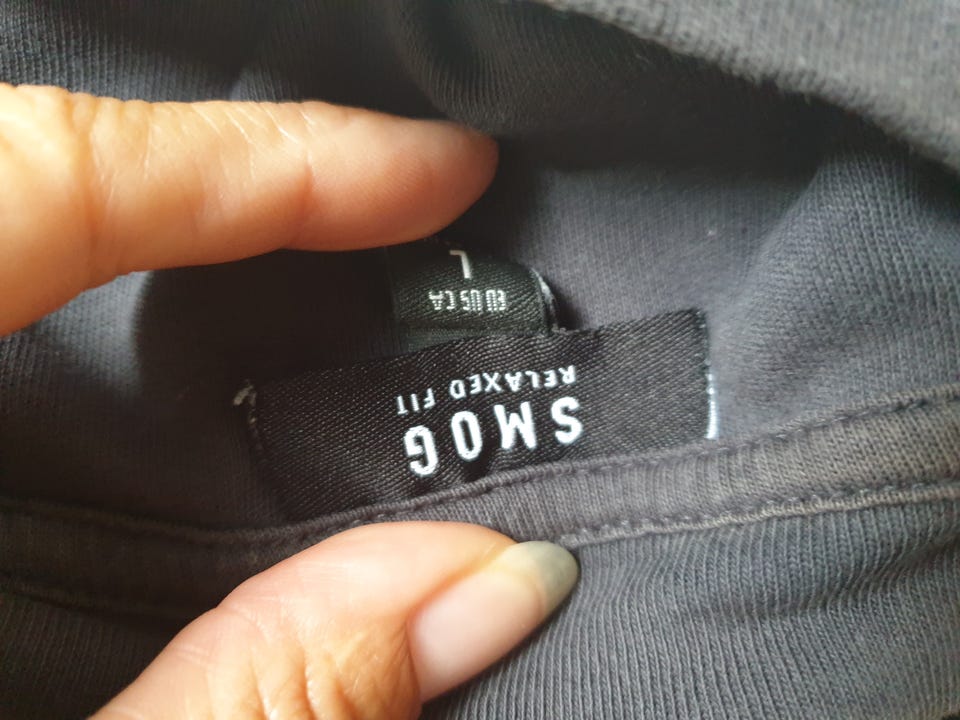 SMOG
RELAXED FIT
EU US CA
L